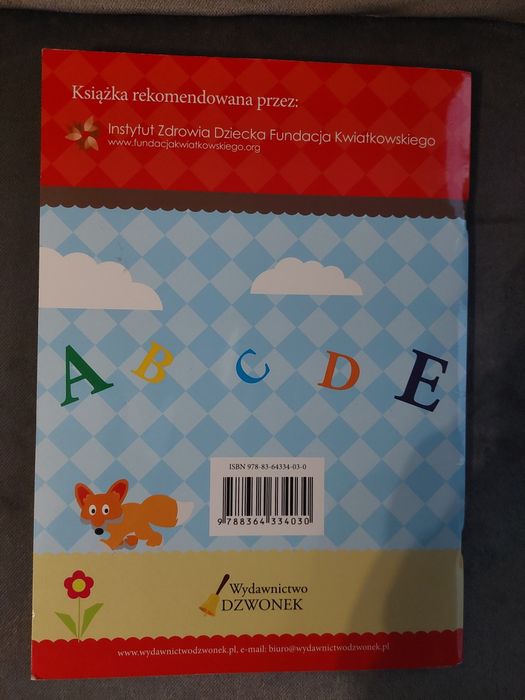 Książka rekomendowana przez:
Instytut Zdrowia Dziecka Fundacja Kwiatkowskiego
www.fundacjakwiatkowskiego.org
A B C D E
ISBN 978-83-64334-03-0
9 788364 334030
Wydawnictwo
DZWONEK
www.wydawnictwodzwonek.pl, e-mail: biuro@wydawnictwodzwonek.pl